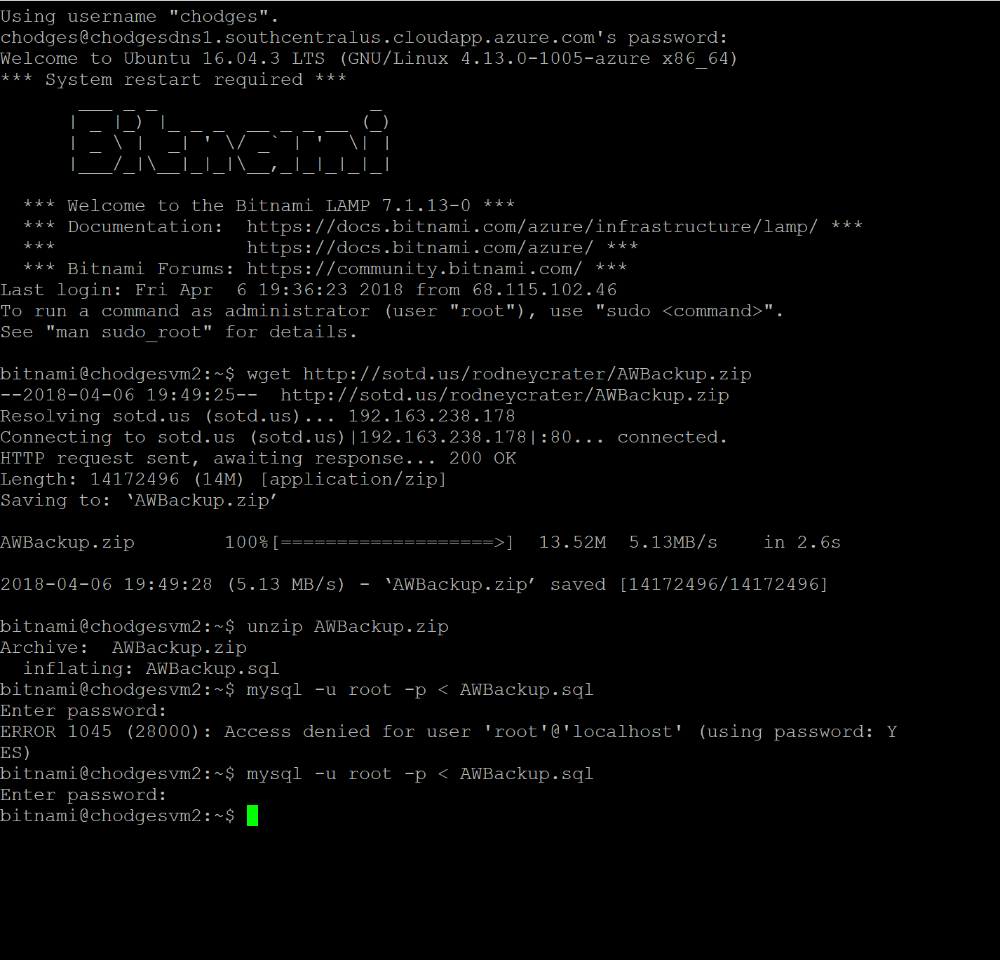 Using username "chodges".
chodges@chodgesdns1.southcentralus.cloudapp.azure.com's password:
Welcome to Ubuntu 16.04.3 LTS (GNU/Linux 4.13.0-1005-azure x86_64)
*** System restart required ***
       ___ _ _                   _
      | _ |_) |_ _ _  __ _ _ __ (_)
      | _ \ |  _| ' \/ _` | '  \| |
      |___/_|\__|_|_|\__,_|_|_|_|_|

  *** Welcome to the Bitnami LAMP 7.1.13-0 ***
  *** Documentation:  https://docs.bitnami.com/azure/infrastructure/lamp/ ***
  ***                 https://docs.bitnami.com/azure/ ***
  *** Bitnami Forums: https://community.bitnami.com/ ***
Last login: Fri Apr  6 19:36:23 2018 from 68.115.102.46
To run a command as administrator (user "root"), use "sudo <command>".
See "man sudo_root" for details.

bitnami@chodgesvm2:~$ wget http://sotd.us/rodneycrater/AWBackup.zip
--2018-04-06 19:49:25--  http://sotd.us/rodneycrater/AWBackup.zip
Resolving sotd.us (sotd.us)... 192.163.238.178
Connecting to sotd.us (sotd.us)|192.163.238.178|:80... connected.
HTTP request sent, awaiting response... 200 OK
Length: 14172496 (14M) [application/zip]
Saving to: ‘AWBackup.zip’

AWBackup.zip        100%[===================>]  13.52M  5.13MB/s    in 2.6s

2018-04-06 19:49:28 (5.13 MB/s) - ‘AWBackup.zip’ saved [14172496/14172496]

bitnami@chodgesvm2:~$ unzip AWBackup.zip
Archive:  AWBackup.zip
  inflating: AWBackup.sql
bitnami@chodgesvm2:~$ mysql -u root -p < AWBackup.sql
Enter password:
ERROR 1045 (28000): Access denied for user 'root'@'localhost' (using password: Y
ES)
bitnami@chodgesvm2:~$ mysql -u root -p < AWBackup.sql
Enter password:
bitnami@chodgesvm2:~$